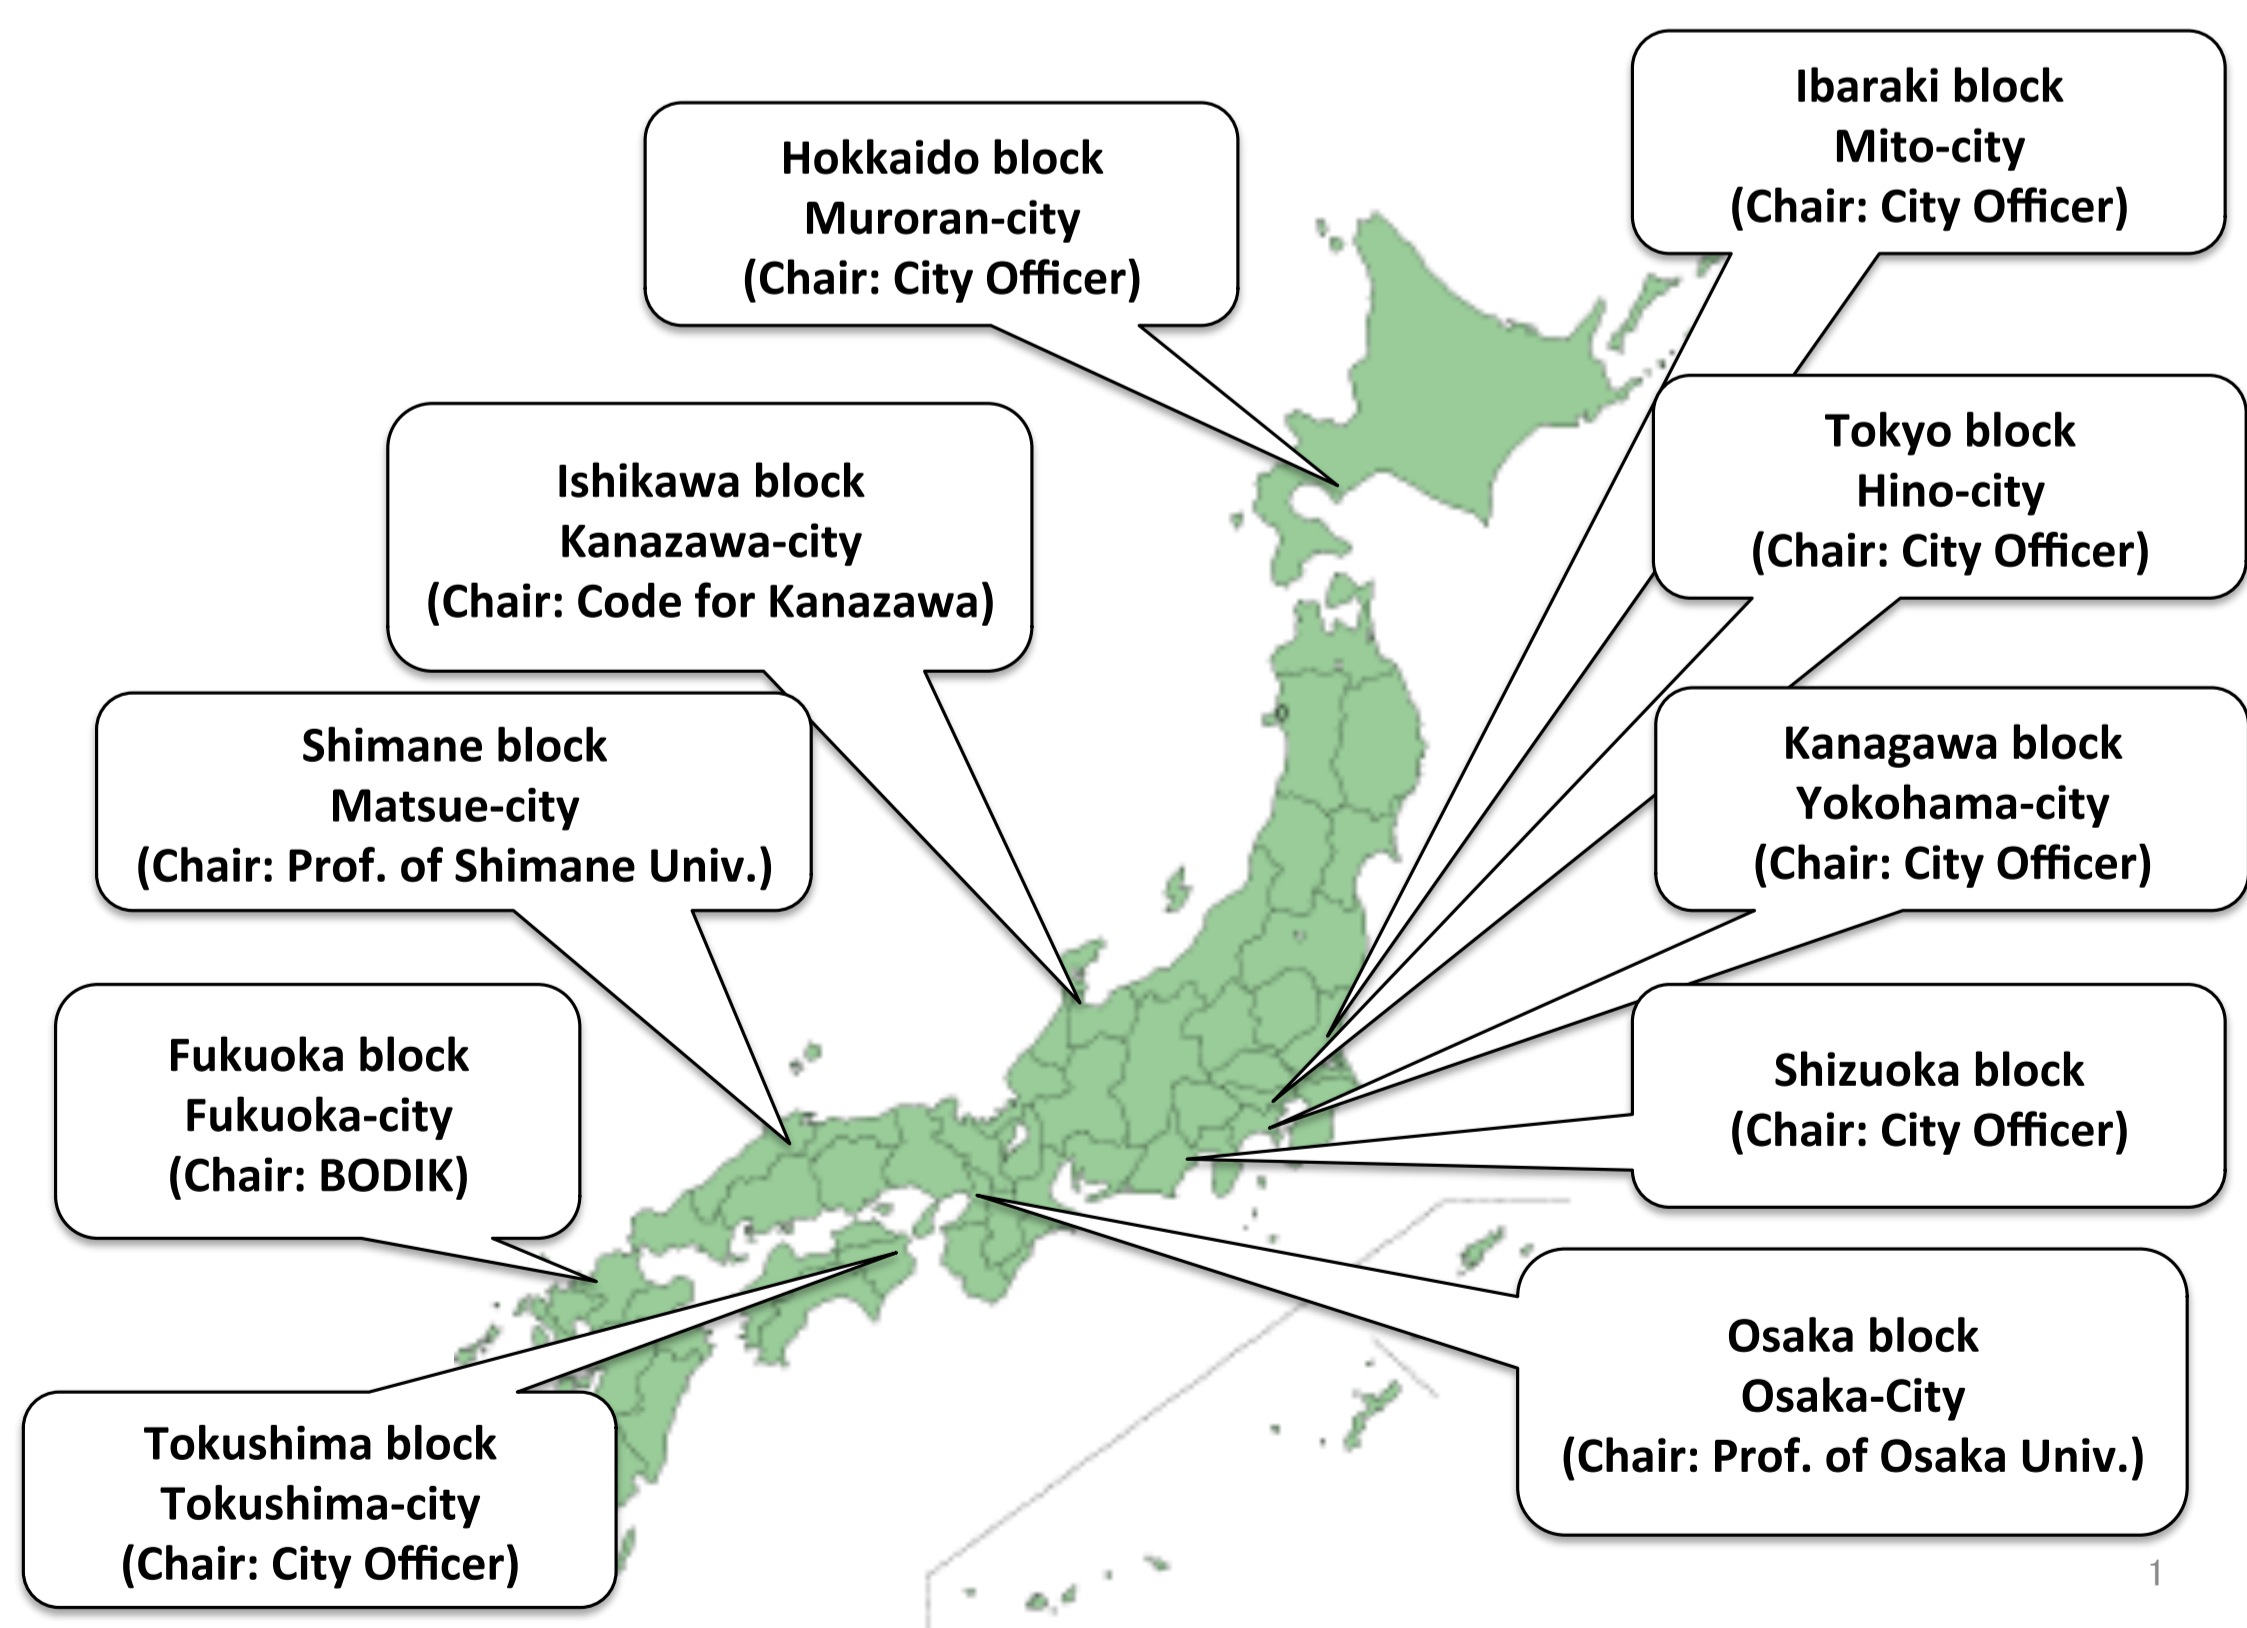 Ibaraki block
Mito-city
(Chair: City Officer)
Hokkaido block
Muroran-city
(Chair: City Officer)
Tokyo block
Hino-city
(Chair: City Officer)
Ishikawa block
Kanazawa-city
(Chair: Code for Kanazawa)
Kanagawa block
Yokohama-city
(Chair: City Officer)
Shimane block
Matsue-city
(Chair: Prof. of Shimane Univ.)
Shizuoka block
(Chair: City Officer)
Fukuoka block
Fukuoka-city
(Chair: BODIK)
Osaka block
Osaka-City
(Chair: Prof. of Osaka Univ.)
Tokushima block
Tokushima-city
(Chair: City Officer)
1